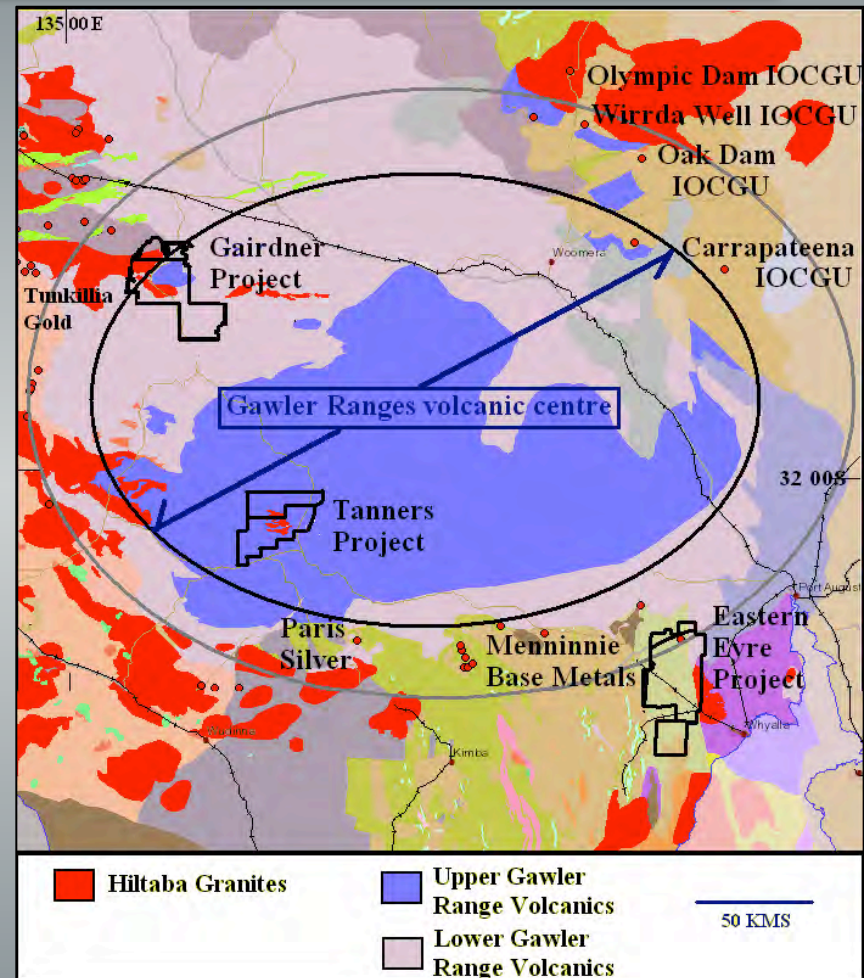 135 00 E
Olympic Dam IOCGU
Wirrda Well IOCGU
Oak Dam
IOCGU
Gairdner
Project
Woomera
Carrapateena
IOCGU
Tunkillia
Gold
Gawler Ranges volcanic centre
32 00S
Tanners
Project
Port August
Paris
Silver
Menninnie
Base Metals
Eastern
Eyre
Project
Whyalla
Kimba
Hiltaba Granites
Upper Gawler
Range Volcanics
50 KMS
Lower Gawler
Range Volcanics